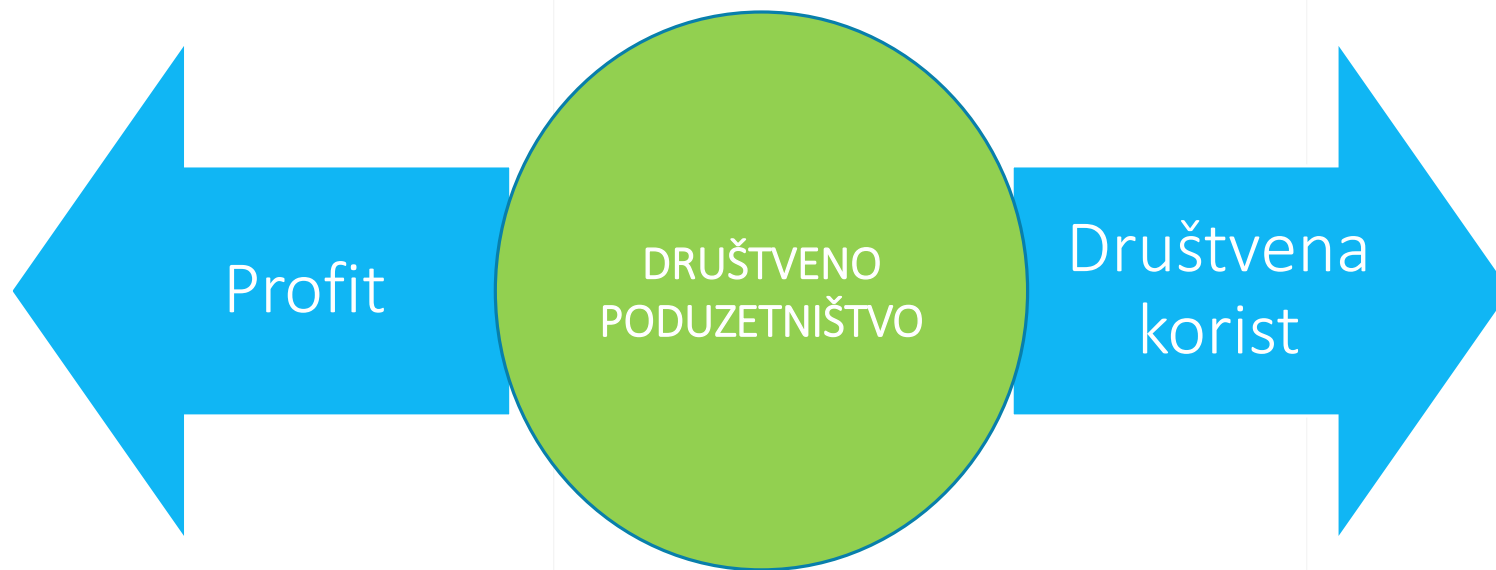 Profit
DRUŠTVENO
PODUZETNIŠTVO
Društvena
korist